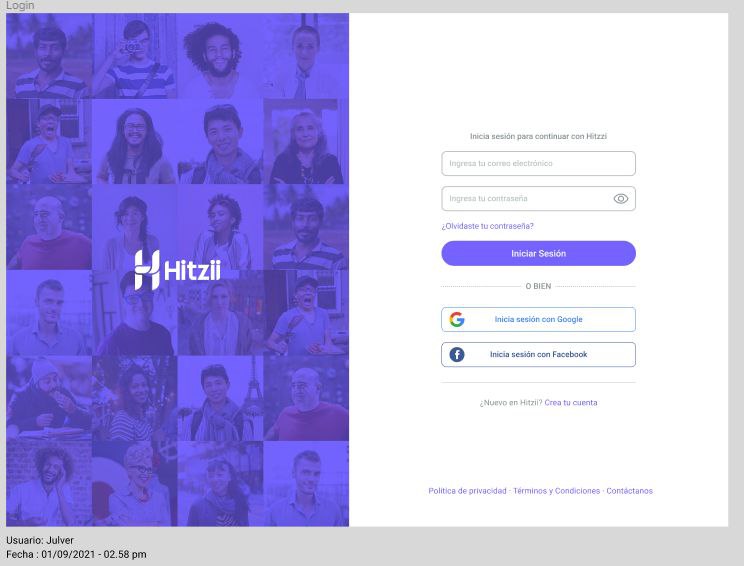 Login
Hitzii
Inicia sesión para continuar con Hitzzi
Ingresa tu correo electrónico
Ingresa tu contraseña
¿Olvidaste tu contraseña?
Iniciar Sesión
O BIEN
Inicia sesión con Google
Inicia sesión con Facebook
¿Nuevo en Hitzii? Crea tu cuenta
Política de privacidad · Términos y Condiciones · Contáctanos
Usuario: Julver
Fecha : 01/09/2021 - 02.58 pm